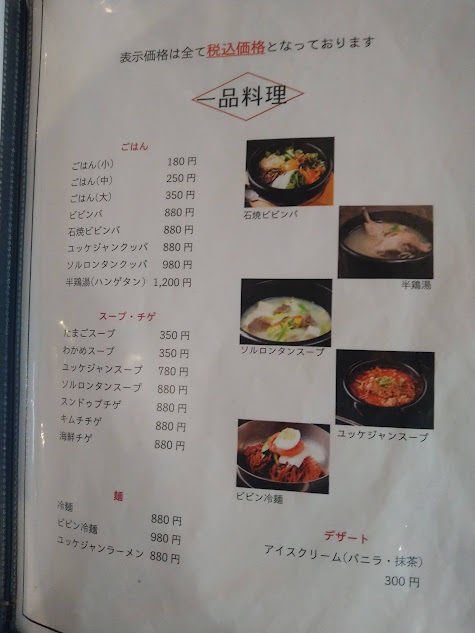 表示価格は全て税込価格となっております
一品料理
ごはん
ごはん(小) 180円
ごはん(中) 250円
ごはん(大) 350円
ビビンバ 880円
石焼ビビンバ 880円
ユッケジャンクッパ 880円
ソルロンタンクッパ 980円
半鶏湯(ハンゲタン) 1,200円
石焼ビビンバ
半鶏湯
スープ・チゲ
たまごスープ 350円
わかめスープ 350円
ユッケジャンスープ 780円
ソルロンタンスープ 880円
スンドゥブチゲ 880円
キムチチゲ 880円
海鮮チゲ 880円
ソルロンタンスープ
ユッケジャンスープ
ビビン冷麺
麺
冷麺 880円
ビビン冷麺 980円
ユッケジャンラーメン 880円
デザート
アイスクリーム(バニラ・抹茶)
300円